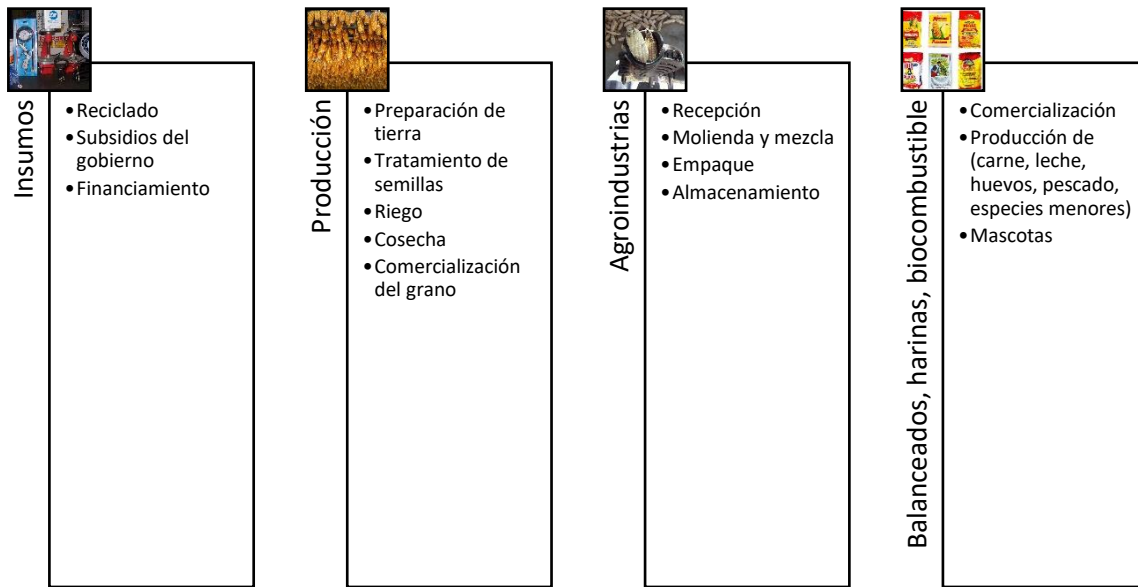 Insumos
•Reciclado
•Subsidios del
gobierno
•Financiamiento
Producción
•Preparación de
tierra
•Tratamiento de
semillas
•Riego
•Cosecha
•Comercialización
del grano
Agroindustrias
•Recepción
•Molienda y mezcla
•Empaque
•Almacenamiento
Balanceados, harinas, biocombustible
•Comercialización
•Producción de
(carne, leche,
huevos, pescado,
especies menores)
•Mascotas